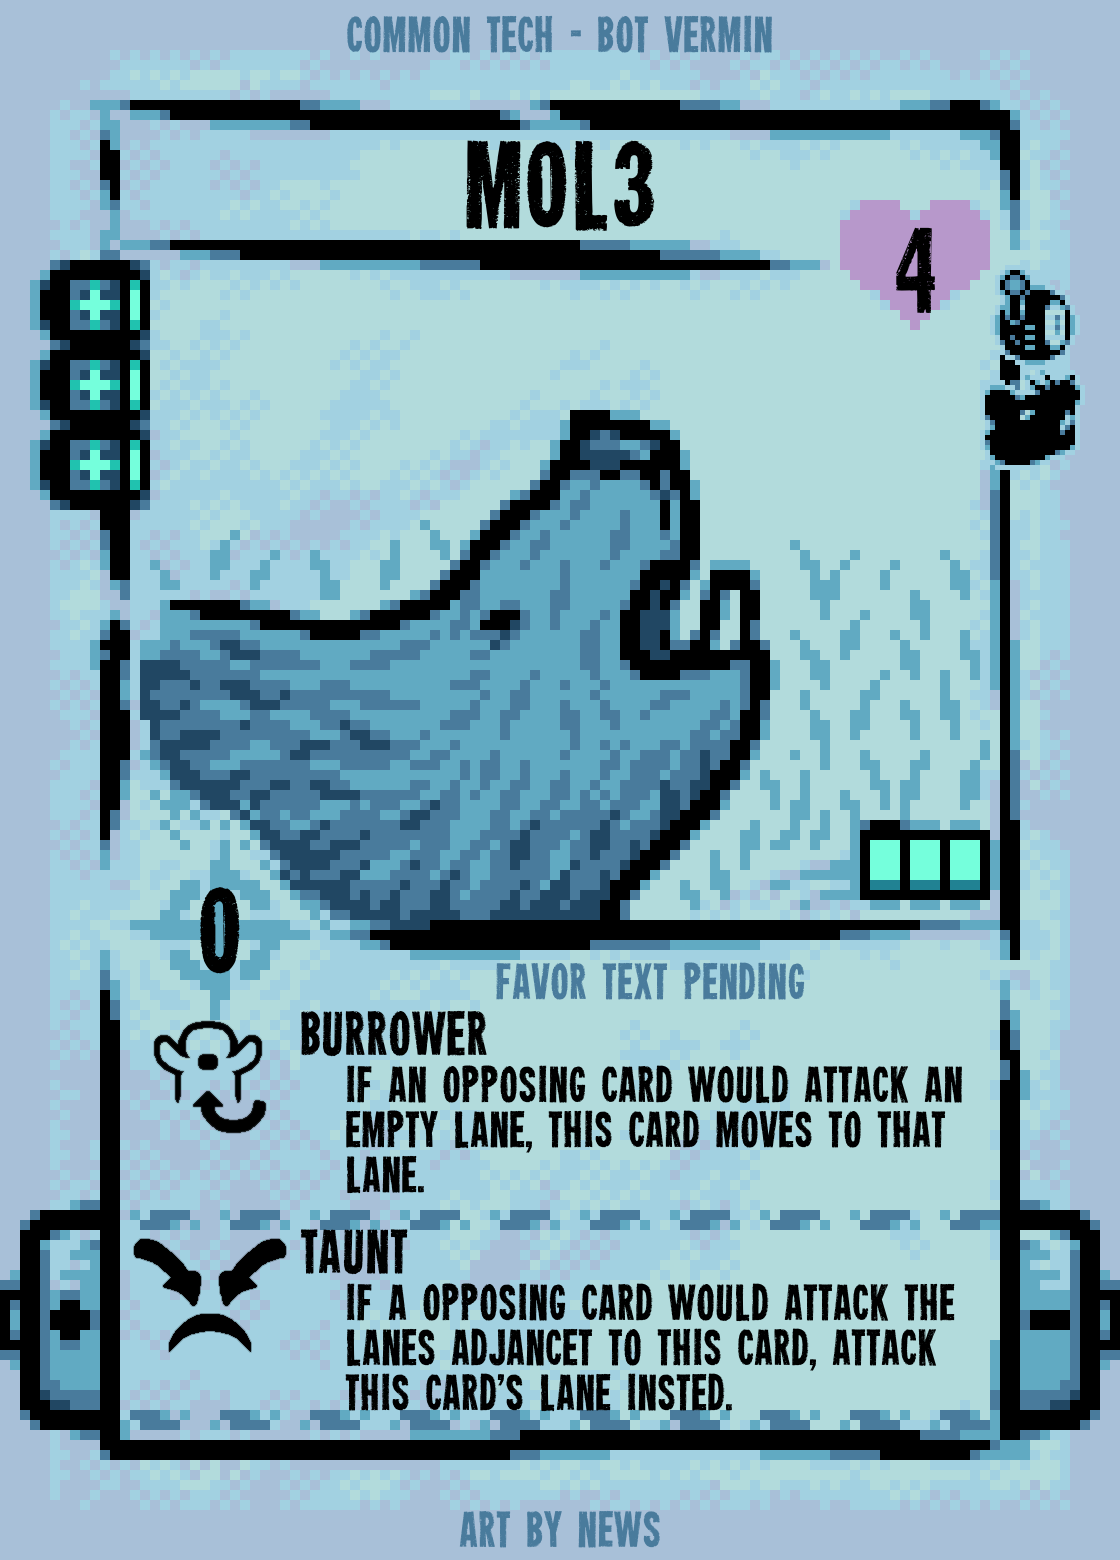 COMMON TECH - BOT VERMIN
MOL3
4
0
FAVOR TEXT PENDING
BURROWER
IF AN OPPOSING CARD WOULD ATTACK AN
EMPTY LANE, THIS CARD MOVES TO THAT
LANE.
TAUNT
IF A OPPOSING CARD WOULD ATTACK THE
LANES ADJANCET TO THIS CARD, ATTACK
THIS CARD'S LANE INSTED.
ART BY NEWS